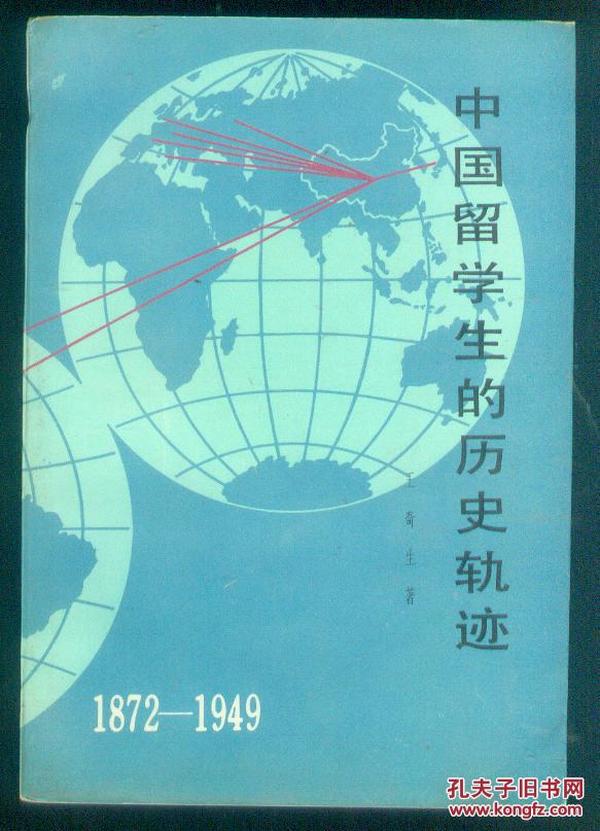 中国留学生的历史轨迹
王奇生 著
1872—1949
孔夫子旧书网
www.kongfz.com